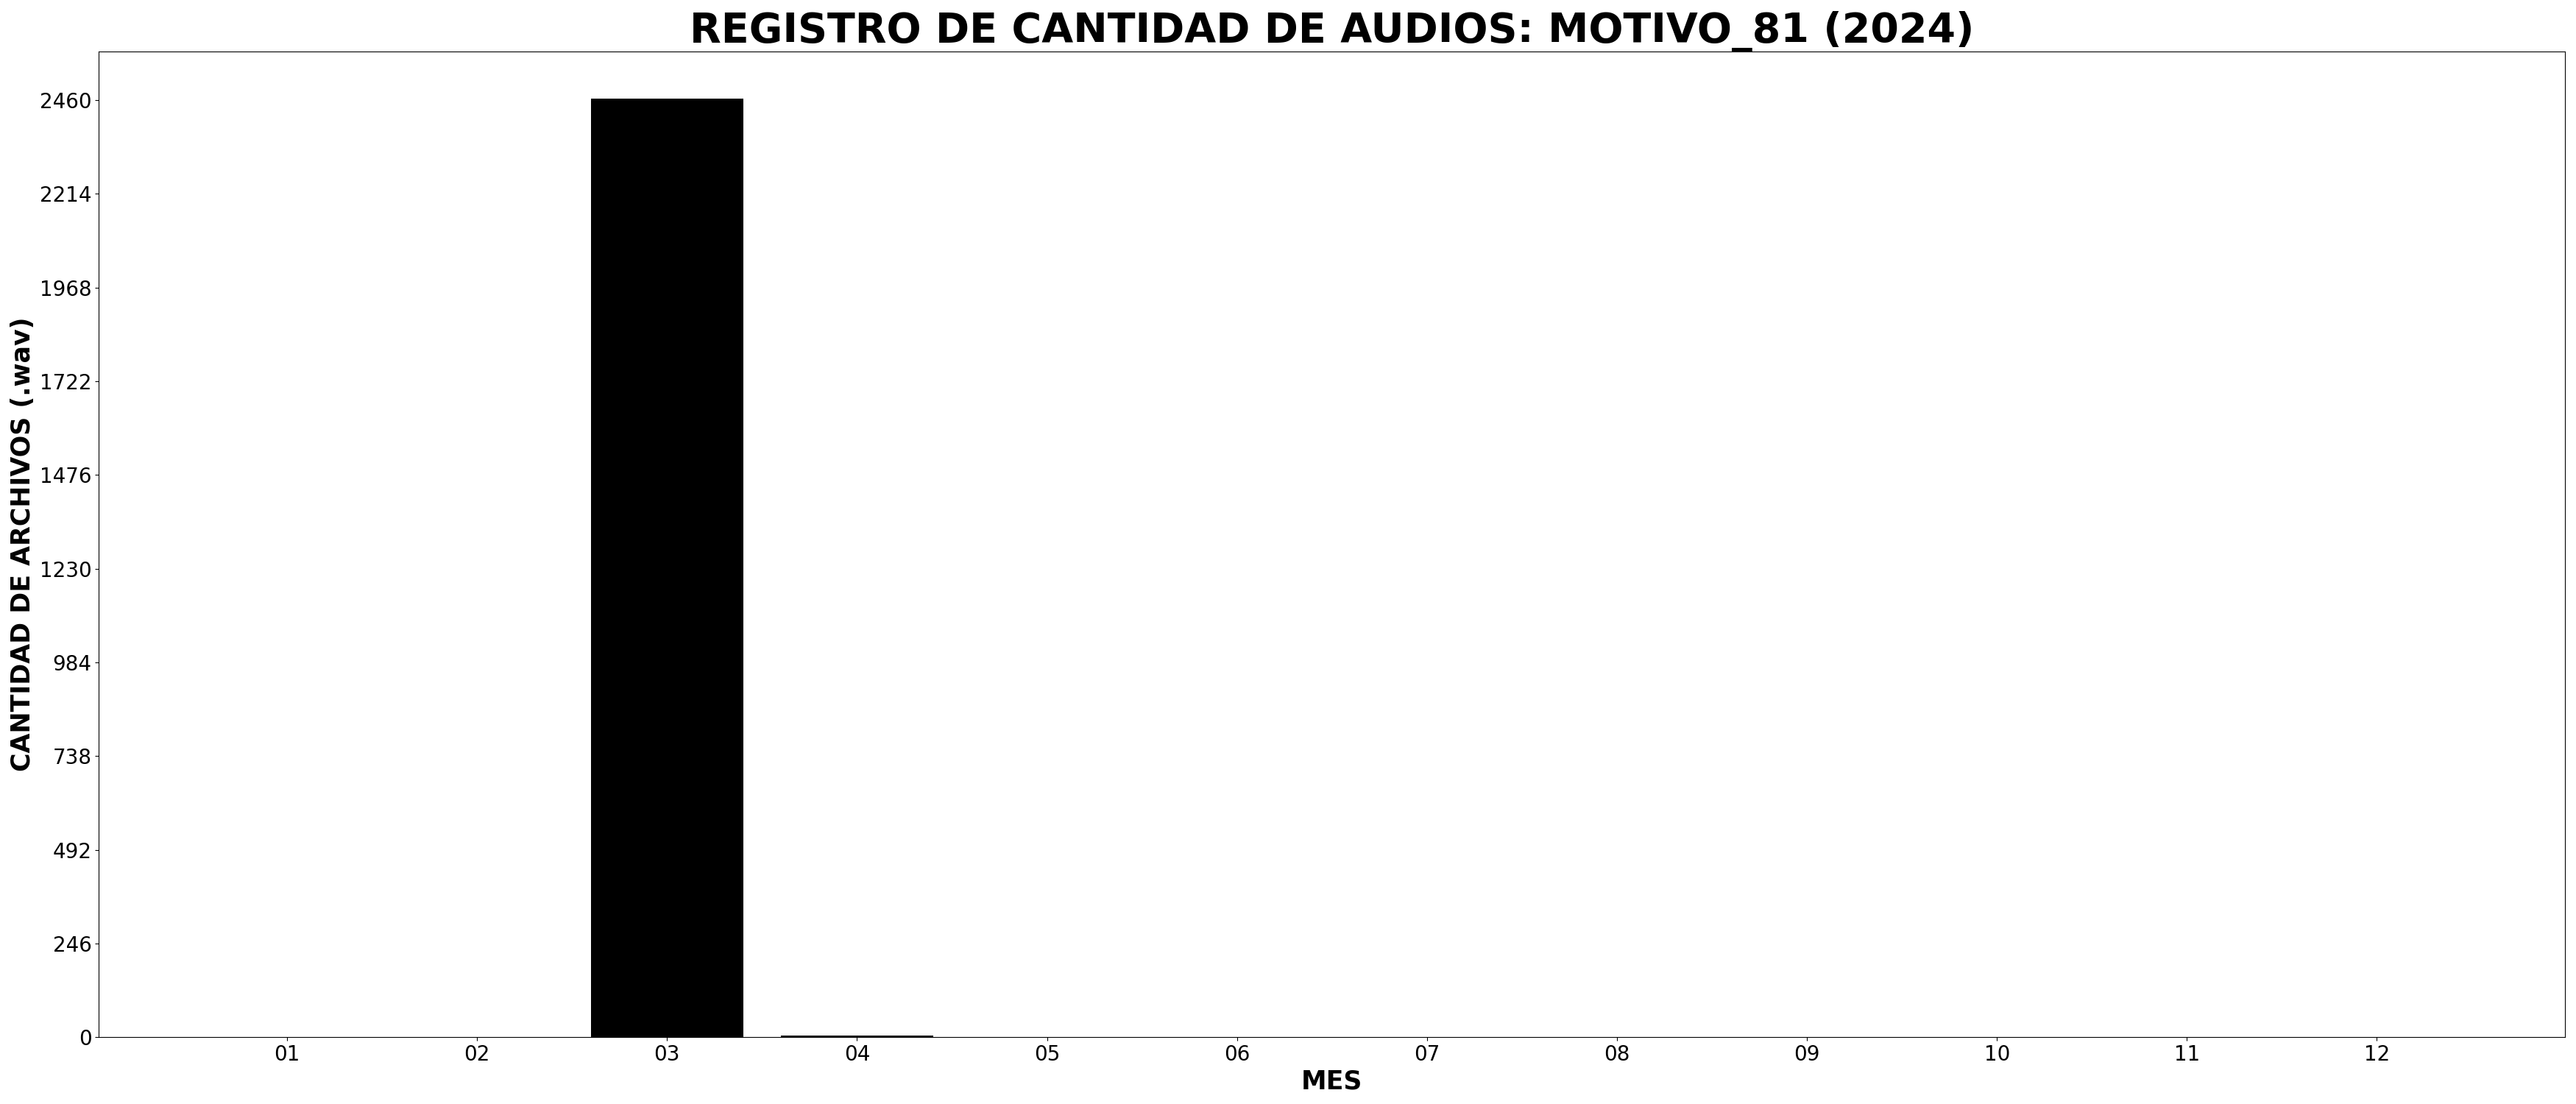 REGISTRO DE CANTIDAD DE AUDIOS: MOTIVO_81 (2024)
CANTIDAD DE ARCHIVOS (.wav)
2460
2214
1968
1722
1476
1230
984
738
492
246
0
01 02 03 04 05 06 07 08 09 10 11 12
MES